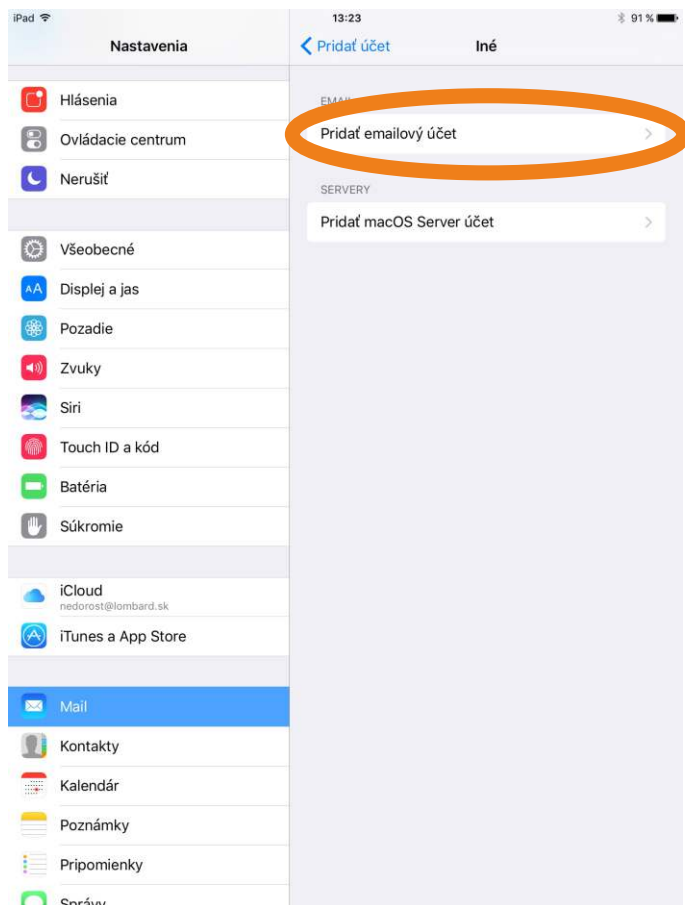 iPad 13:23 91 %
Nastavenia
Pridať účet Iné
Hlásenia
Ovládacie centrum
Nerušiť
Všeobecné
AA Displej a jas
Pozadie
Zvuky
Siri
Touch ID a kód
Batéria
Súkromie
iCloud
nedorost@lombard.sk
iTunes a App Store
Mail
Kontakty
Kalendár
Poznámky
Pripomienky
Správy
Pridať emailový účet
SERVERY
Pridať macOS Server účet